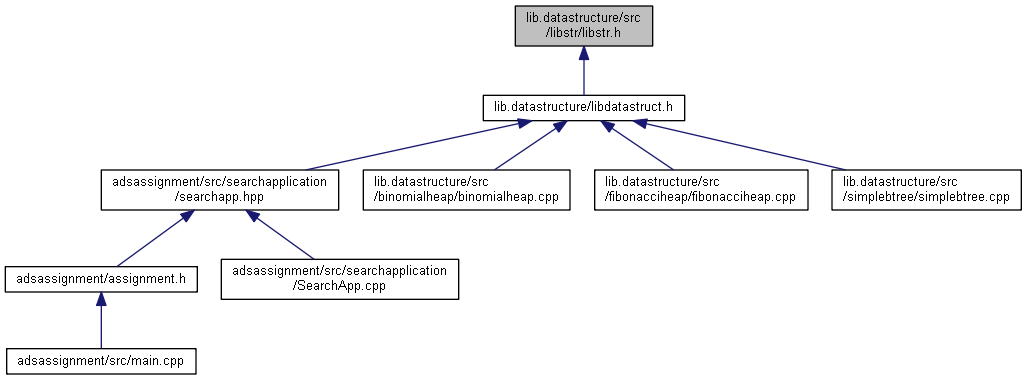 lib.datastructure/src
/libstr/libstr.h
lib.datastructure/libdatastruct.h
adsassignment/src/searchapplication
/searchapp.hpp
lib.datastructure/src
/binomialheap/binomialheap.cpp
lib.datastructure/src
/fibonacciheap/fibonacciheap.cpp
lib.datastructure/src
/simplebtree/simplebtree.cpp
adsassignment/assignment.h
adsassignment/src/searchapplication
/SearchApp.cpp
adsassignment/src/main.cpp